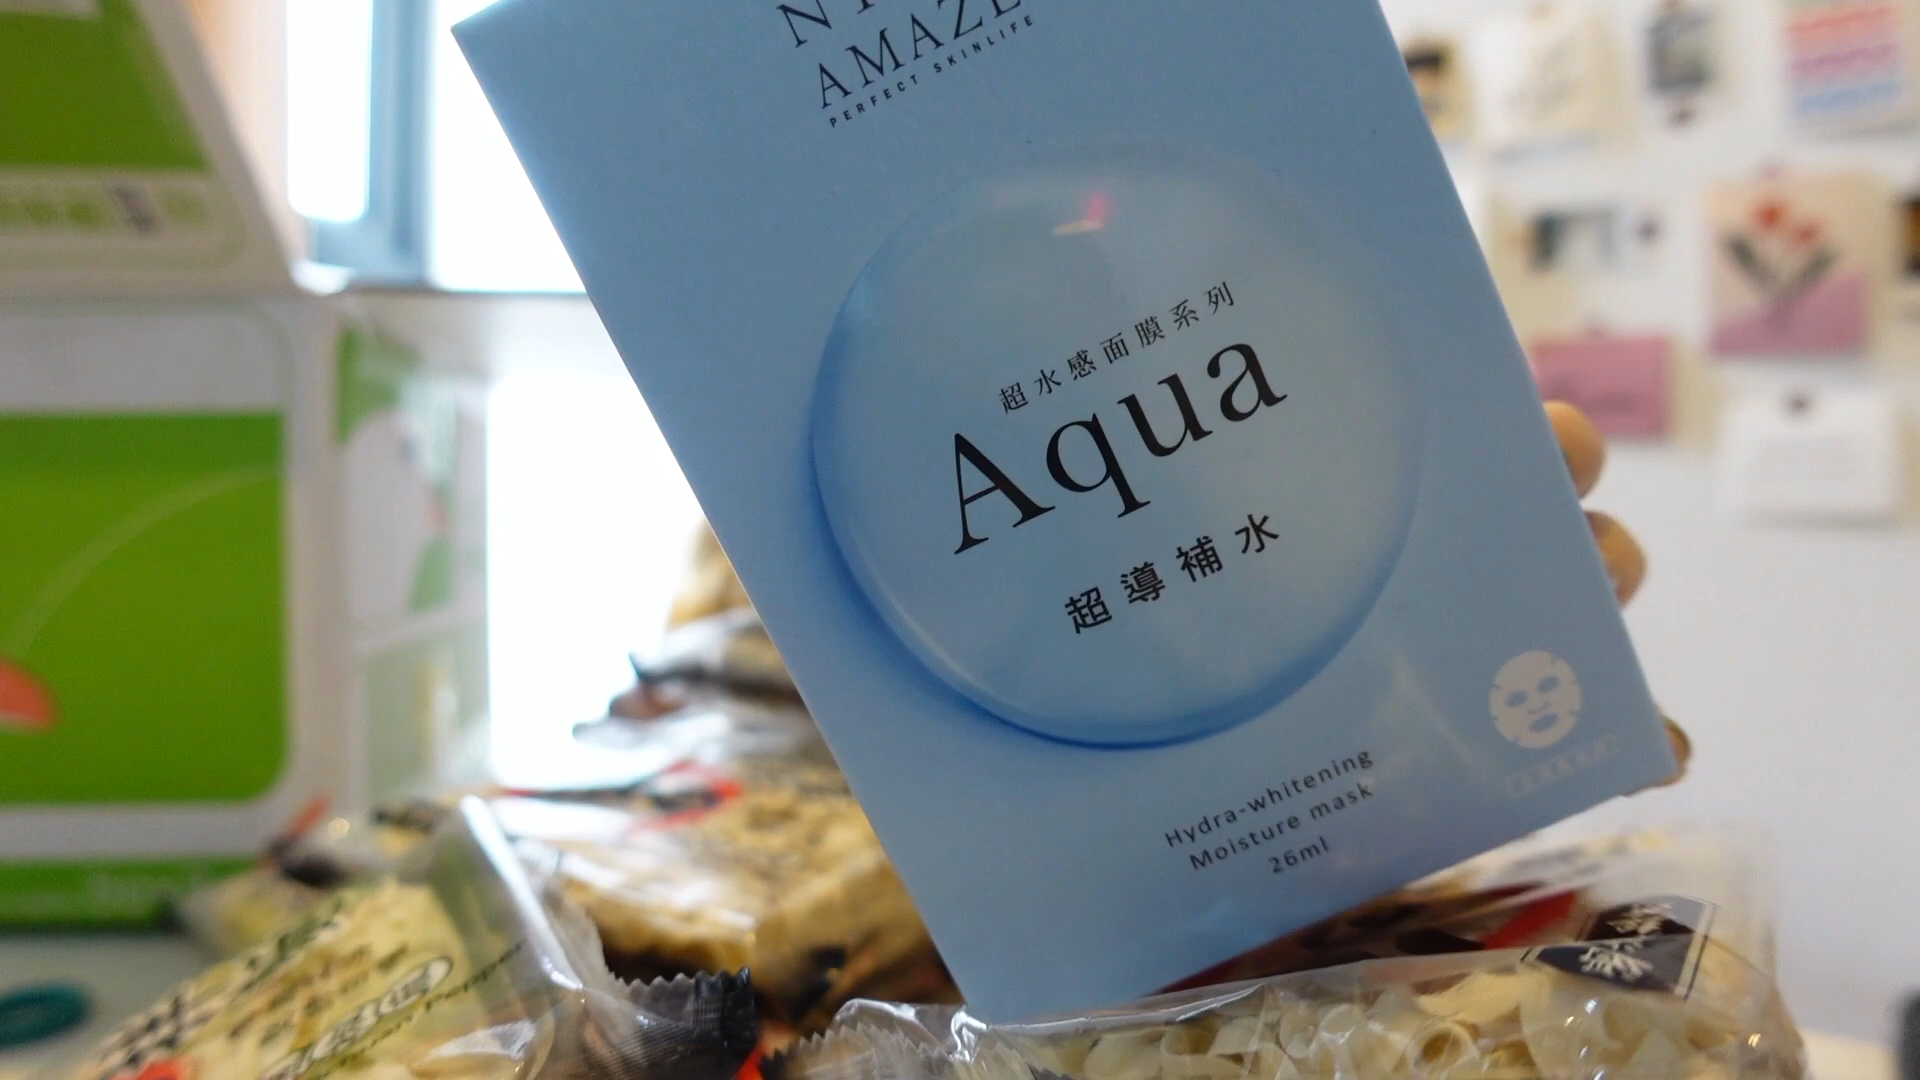 AMAZE
PERFECT SKINLIFE
超水感面膜系列
Aqua
超導補水
Hydra-whitening
Moisture mask
26ml
Pepper